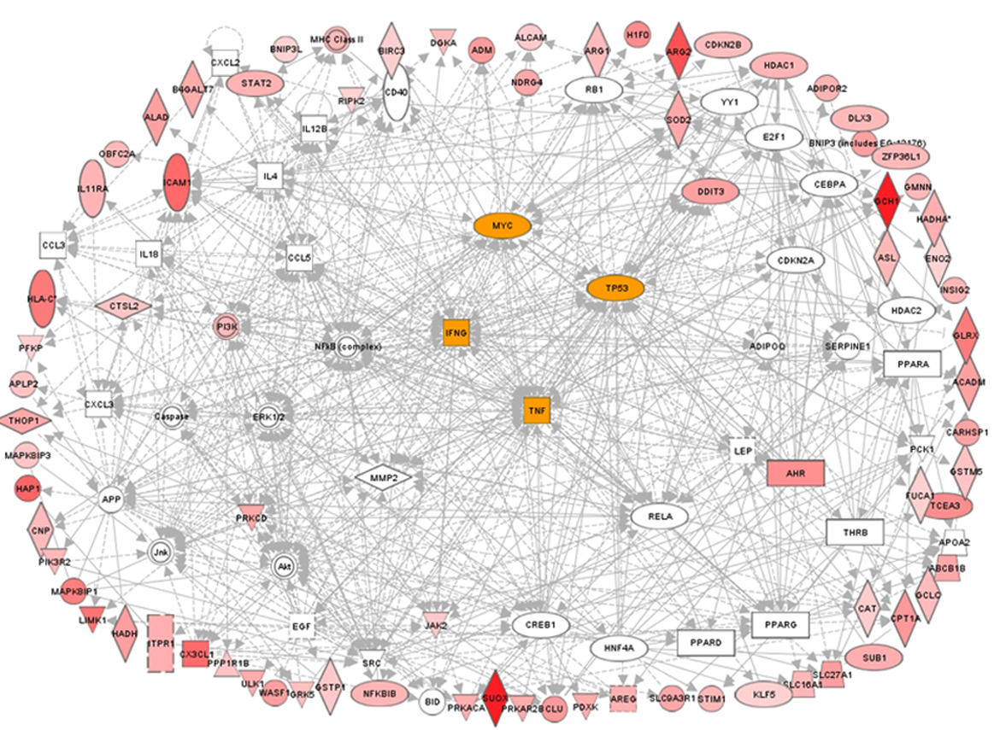 BIRC3
DGKA
ADM
ALCAM
ARG1
H1F0
ARG2
CDKN2B
MHC Class II
BNIP3L
CXCL2
HDAC1
B4GALT7
STAT2
RIPK2
CD40
NDRG4
RB1
YY1
ADIPOR2
ALAD
IL12B
SOD2
E2F1
DLX3
BNIP3 (includes EG:12176)
OBFC2A
ZFP36L1
IL11RA
ICAM1
IL4
DDIT3
CEBPA
GMNN
GCH1
HADHA*
MYC
CCL3
IL18
CCL5
CDKN2A
ASL
ENO2
HLA-C*
CTSL2
TP53
INSIG2
HDAC2
PI3K
IFNG
GLRX
PFKP
NFkB (complex)
ADIPOQ
SERPINE1
PPARA
APLP2
ACADM
CXCL3
Caspase
ERK1/2
TNF
THOP1
CARHSP1
MAPK8IP3
LEP
PCK1
MMP2
AHR
GSTM5
HAP1
APP
FUCA1
TCEA3
PRKCD
RELA
CNP
THRB
APOA2
Jnk
PIK3R2
Akt
ABCB1B
MAPK8IP1
GCLC
LIMK1
CAT
CPT1A
HADH
EGF
JAK2
CREB1
PPARG
ITPR1
CX3CL1
PPP1R1B
SRC
HNF4A
PPARD
SUB1
ULK1
WASF1
GRK5
GSTP1
NFKBIB
BID
PRKACA
SUOX
PRKAR2B
CLU
PDXK
AREG
SLC9A3R1
STIM1
KLF5
SLC16A1
SLC27A1